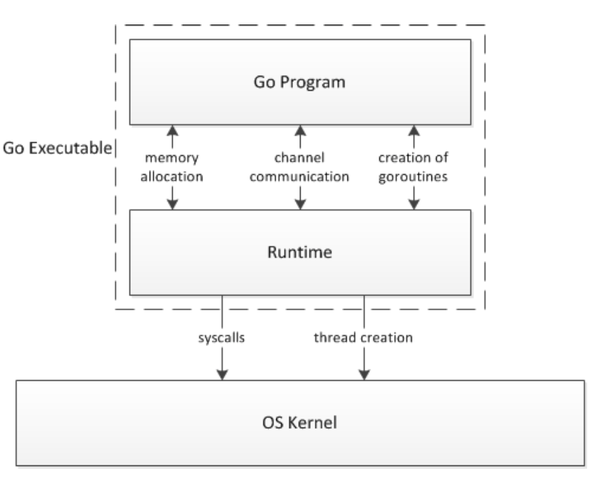 Go Program
Go Executable
memory
allocation
channel
communication
creation of
goroutines
Runtime
syscalls
thread creation
OS Kernel